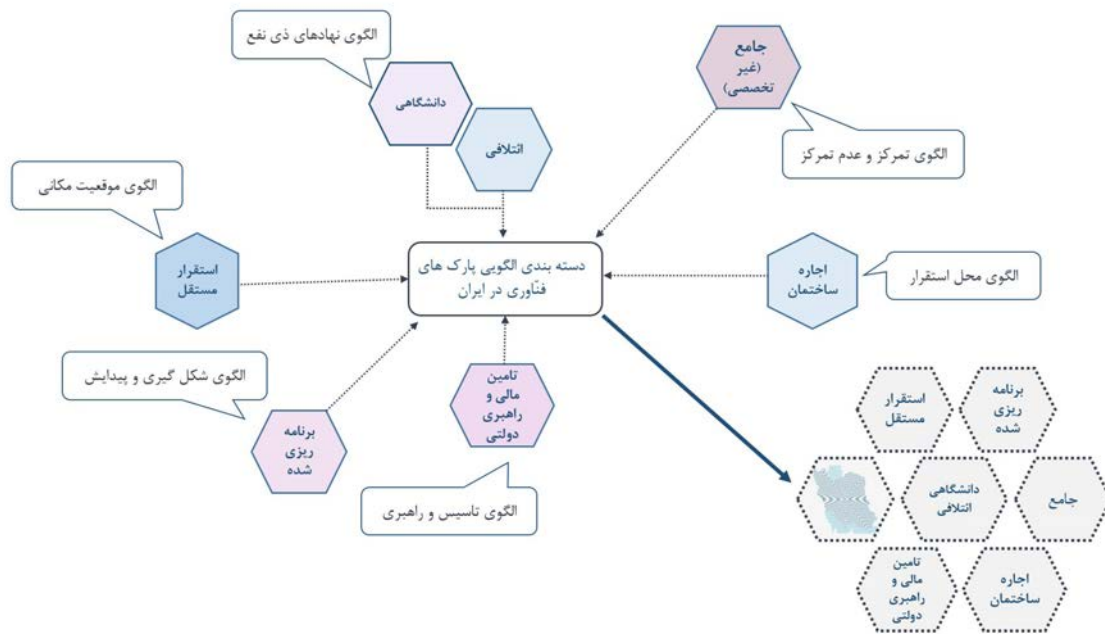 الگوی نهادهای ذی نفع
دانشگاهی
ائتلافی
جامع
(غیر
تخصصی)
الگوی تمرکز و عدم تمرکز
الگوی موقعیت مکانی
استقرار
مستقل
دسته بندی الگویی پارک های
فنّاوری در ایران
اجاره
ساختمان
الگوی محل استقرار
الگوی شکل گیری و پیدایش
برنامه
ریزی
شده
تامین
مالی و
راهبری
دولتی
الگوی تاسیس و راهبری
برنامه
ریزی
شده
استقرار
مستقل
جامع
دانشگاهی
ائتلافی
اجاره
ساختمان
تامین
مالی و
راهبری
دولتی